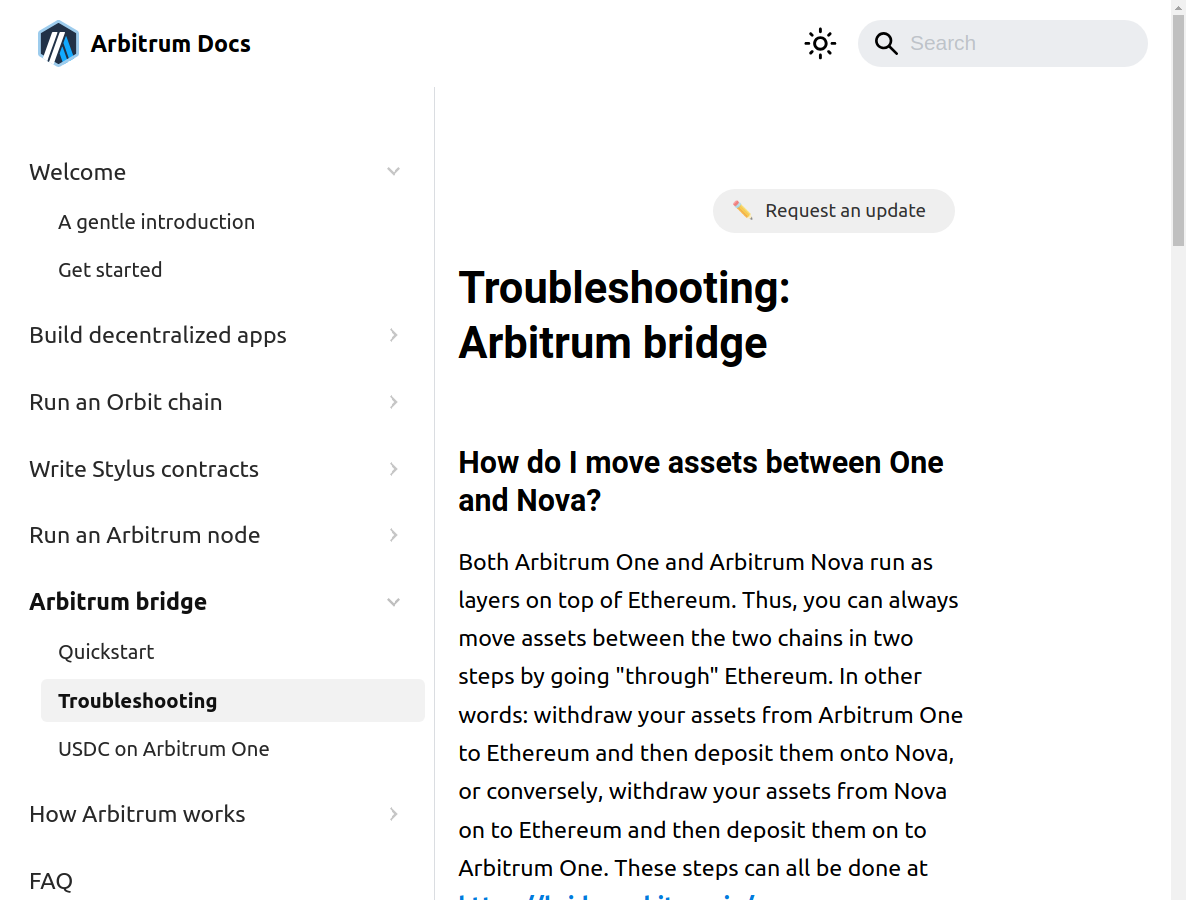 Arbitrum Docs
Search
Welcome
A gentle introduction
Get started
Build decentralized apps
Run an Orbit chain
Write Stylus contracts
Run an Arbitrum node
Arbitrum bridge
Quickstart
Troubleshooting
USDC on Arbitrum One
How Arbitrum works
FAQ
Request an update
Troubleshooting:
Arbitrum bridge
How do I move assets between One
and Nova?
Both Arbitrum One and Arbitrum Nova run as
layers on top of Ethereum. Thus, you can always
move assets between the two chains in two
steps by going "through" Ethereum. In other
words: withdraw your assets from Arbitrum One
to Ethereum and then deposit them onto Nova,
or conversely, withdraw your assets from Nova
on to Ethereum and then deposit them on to
Arbitrum One. These steps can all be done at